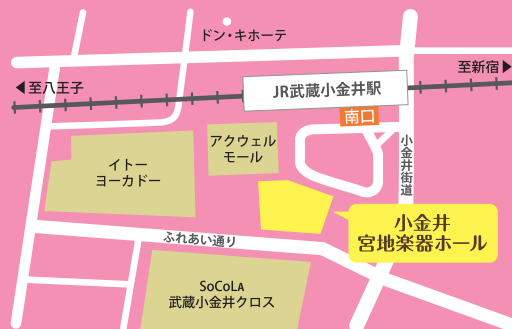 ドン・キホーテ
至新宿▶
◀至八王子
JR武蔵小金井駅
南口
アクウェル
モール
小金井街道
イトー
ヨーカドー
小金井
宮地楽器ホール
ふれあい通り
SoCoLA
武蔵小金井クロス